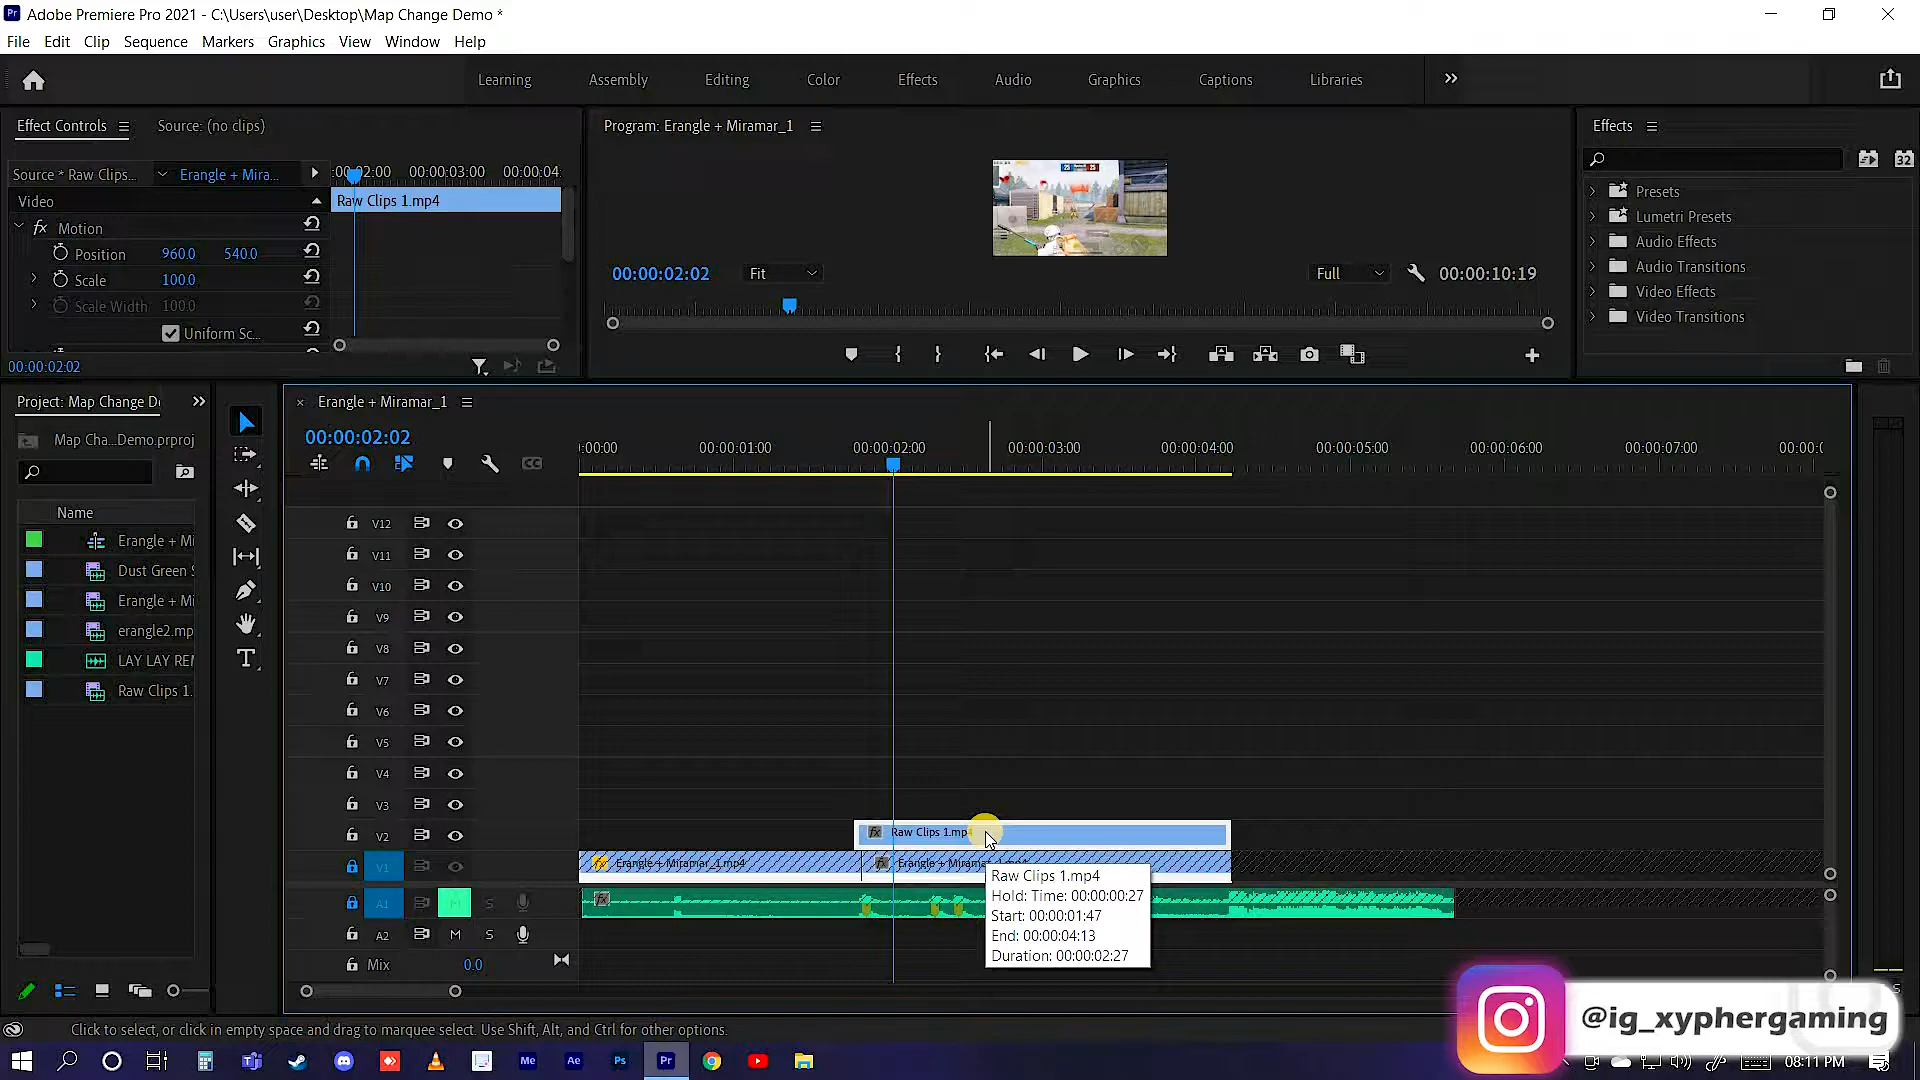 Adobe Premiere Pro 2021 - C:\Users\user\Desktop\Map Change Demo *
File Edit Clip Sequence Markers Graphics View Window Help
Learning Assembly Editing Color Effects Audio Graphics Captions Libraries
Effect Controls Source: (no clips)
Source * Raw Clips... Erangle + Mira...
:00:02:00 00:00:03:00 00:00:04:
Video
Raw Clips 1.mp4
Motion
Position 960.0 540.0
Scale 100.0
Scale Width 100.0
Uniform Sc...
00:00:02:02
Program: Erangle + Miramar_1
00:00:02:02 Fit Full 00:00:10:19
Effects
Presets
Lumetri Presets
Audio Effects
Audio Transitions
Video Effects
Video Transitions
Project: Map Change D
Map Cha...Demo.prproj
Name
Erangle + Mi
Dust Green S
Erangle + Mi
erangle2.mp
LAY LAY REM
Raw Clips 1.
Erangle + Miramar_1
00:00:02:02
:00:00 00:00:01:00 00:00:02:00 00:00:03:00 00:00:04:00 00:00:05:00 00:00:06:00 00:00:07:00 00:00:0
V12
V11
V10
V9
V8
V7
V6
V5
V4
V3
V2
fx Raw Clips 1.mp4
V1
fx Erangle + Miramar_1.mp4 fx Erangle + Miramar_1.mp4
A1 M S
A2 M S
Mix 0.0
Raw Clips 1.mp4
Hold: Time: 00:00:00:27
Start: 00:00:01:47
End: 00:00:04:13
Duration: 00:00:02:27
@ig_xyphergaming
Click to select, or click in empty space and drag to marquee select. Use Shift, Alt, and Ctrl for other options.
Me Ae Ps Pr
08:11 PM